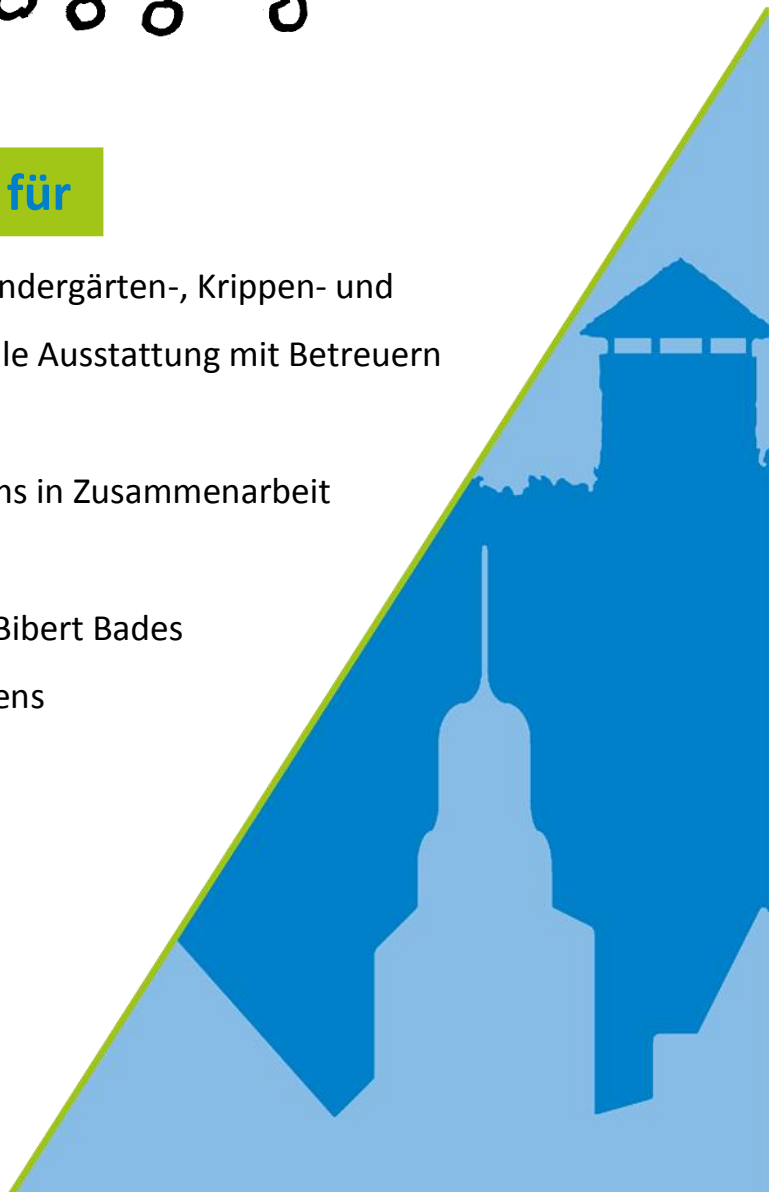 für
ndergärten-, Krippen- und
le Ausstattung mit Betreuern
ns in Zusammenarbeit
Bibert Bades
ens